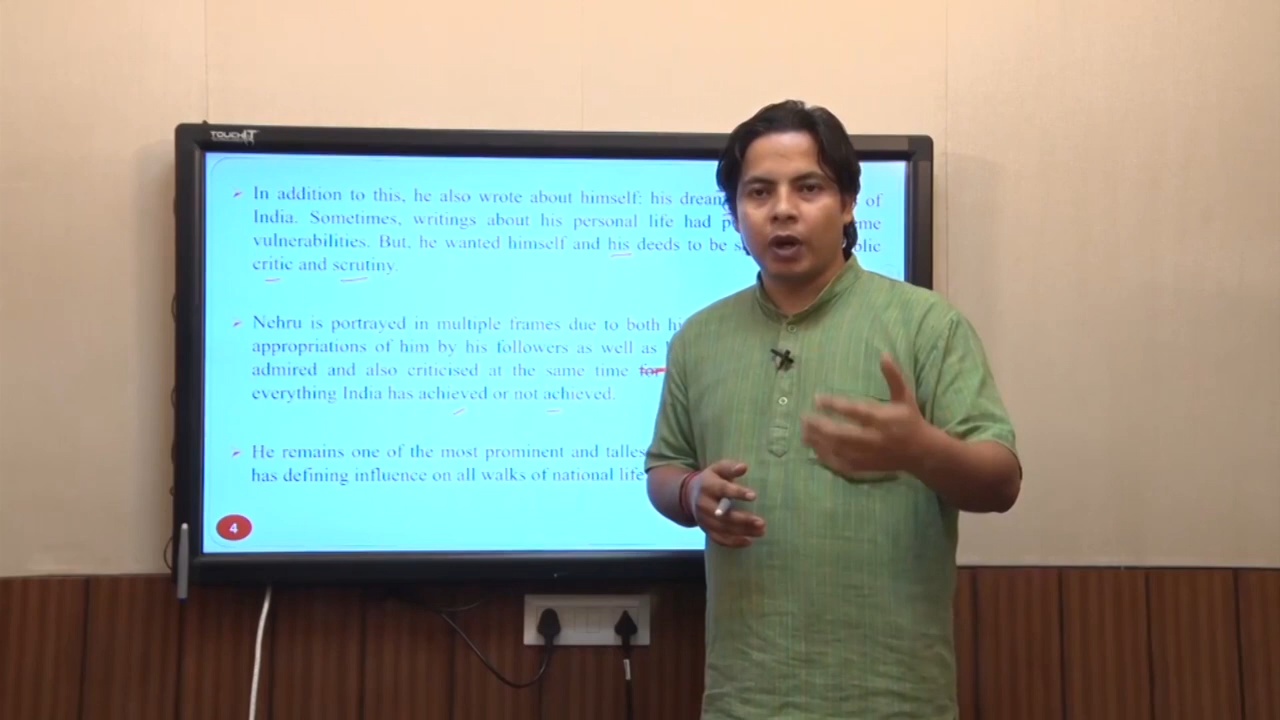 TOUCHIT
➢ In addition to this, he also wrote about himself: his of
India. Sometimes, writings about his personal life had
vulnerabilities. But, he wanted himself and his deeds to be
critic and scrutiny.
➢ Nehru is portrayed in multiple frames due to both
appropriations of him by his followers as well as
admired and also criticised at the same time for
everything India has achieved or not achieved.
➢ He remains one of the most prominent and
has defining influence on all walks of national life
4